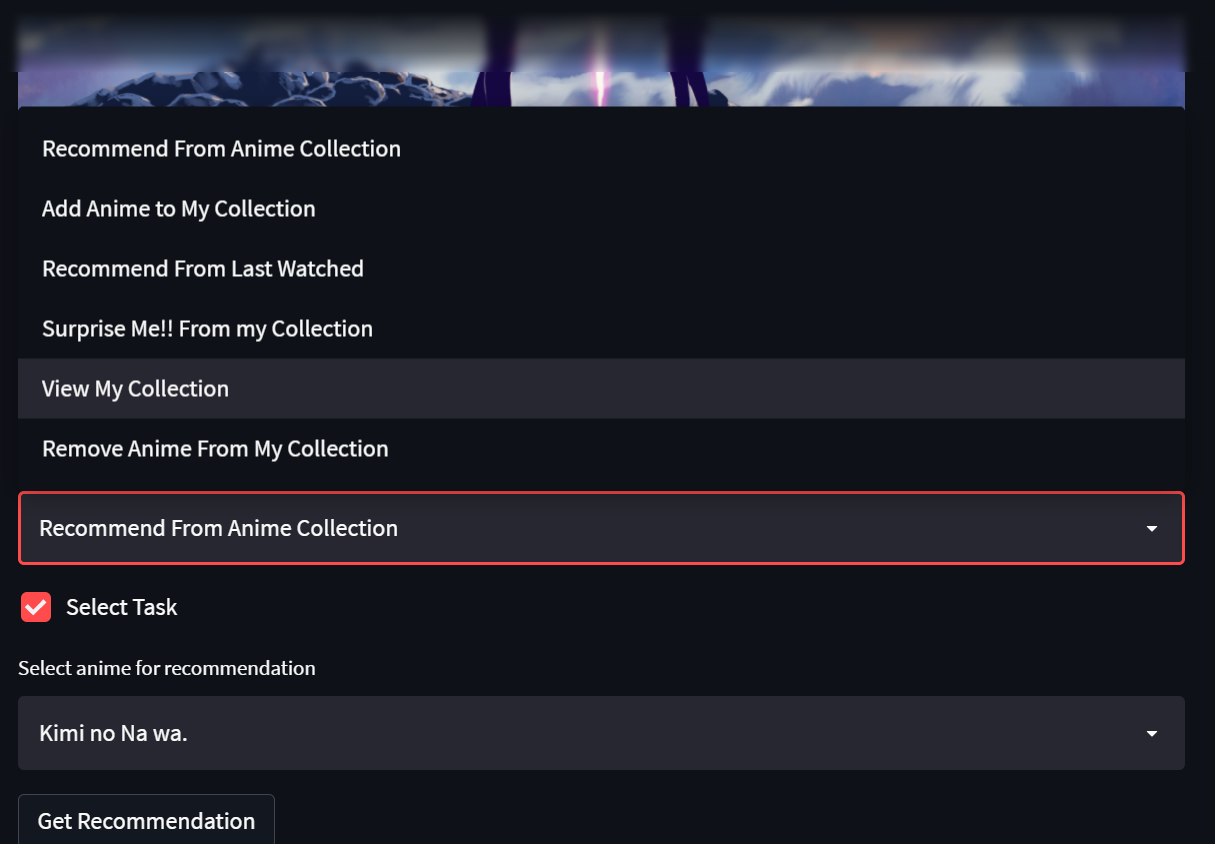 Recommend From Anime Collection
Add Anime to My Collection
Recommend From Last Watched
Surprise Me!! From my Collection
View My Collection
Remove Anime From My Collection
Recommend From Anime Collection
Select Task
Select anime for recommendation
Kimi no Na wa.
Get Recommendation